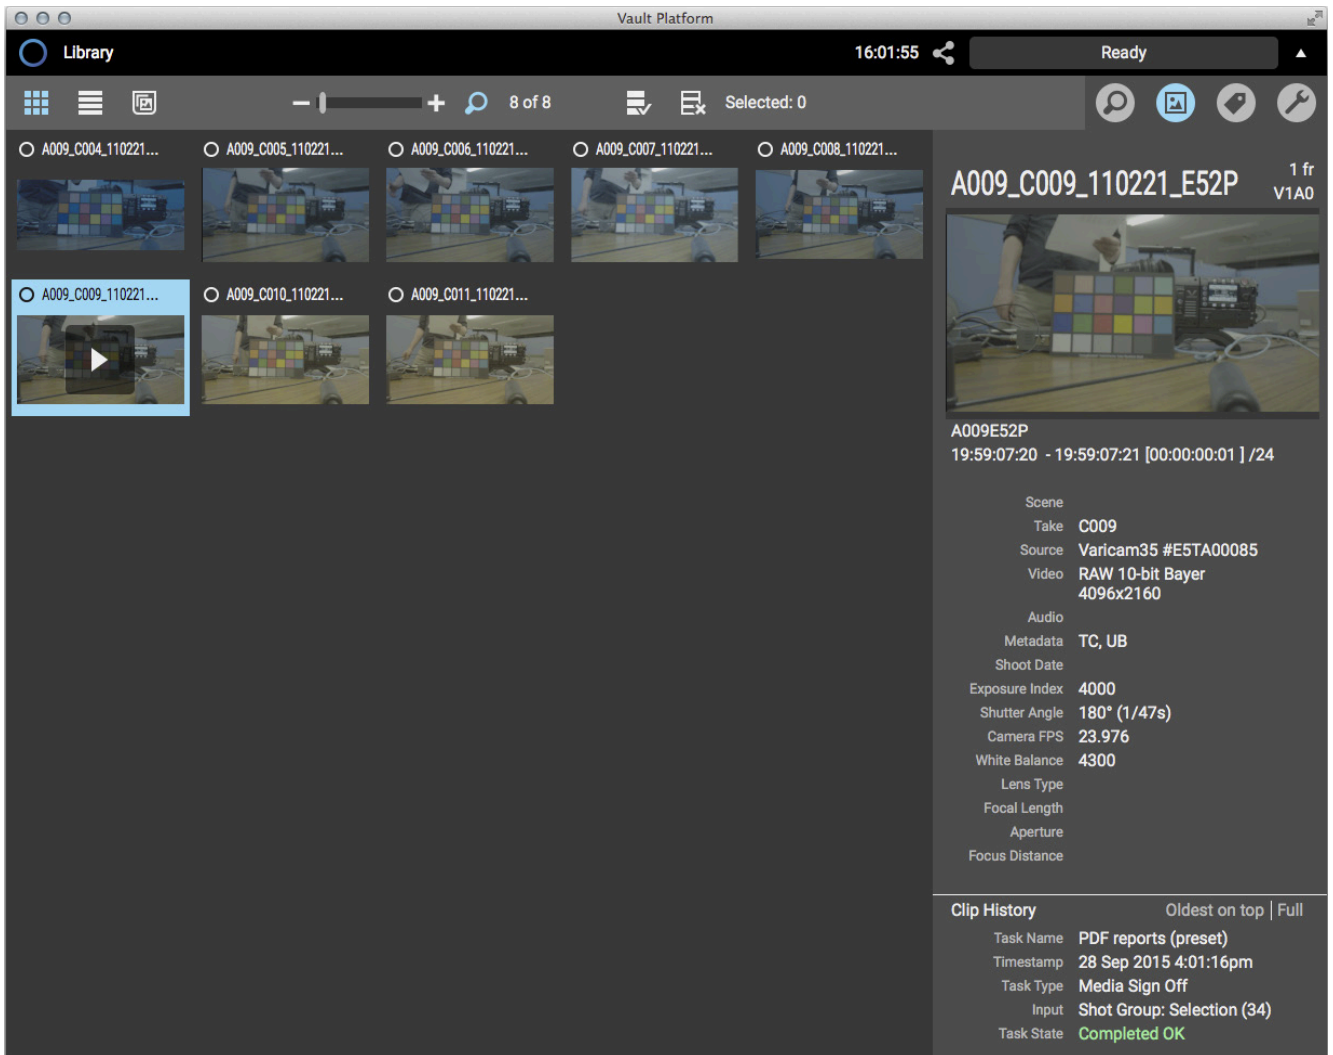 Vault Platform
Library
16:01:55
Ready
8 of 8
Selected: 0
A009_C004_110221...
A009_C005_110221...
A009_C006_110221...
A009_C007_110221...
A009_C008_110221...
A009_C009_110221...
A009_C010_110221...
A009_C011_110221...
A009_C009_110221_E52P
1 fr
V1A0
A009E52P
19:59:07:20 - 19:59:07:21 [00:00:00:01 ] /24
Scene
Take C009
Source Varicam35 #E5TA00085
Video RAW 10-bit Bayer
4096x2160
Audio
Metadata TC, UB
Shoot Date
Exposure Index 4000
Shutter Angle 180° (1/47s)
Camera FPS 23.976
White Balance 4300
Lens Type
Focal Length
Aperture
Focus Distance
Clip History Oldest on top | Full
Task Name PDF reports (preset)
Timestamp 28 Sep 2015 4:01:16pm
Task Type Media Sign Off
Input Shot Group: Selection (34)
Task State Completed OK